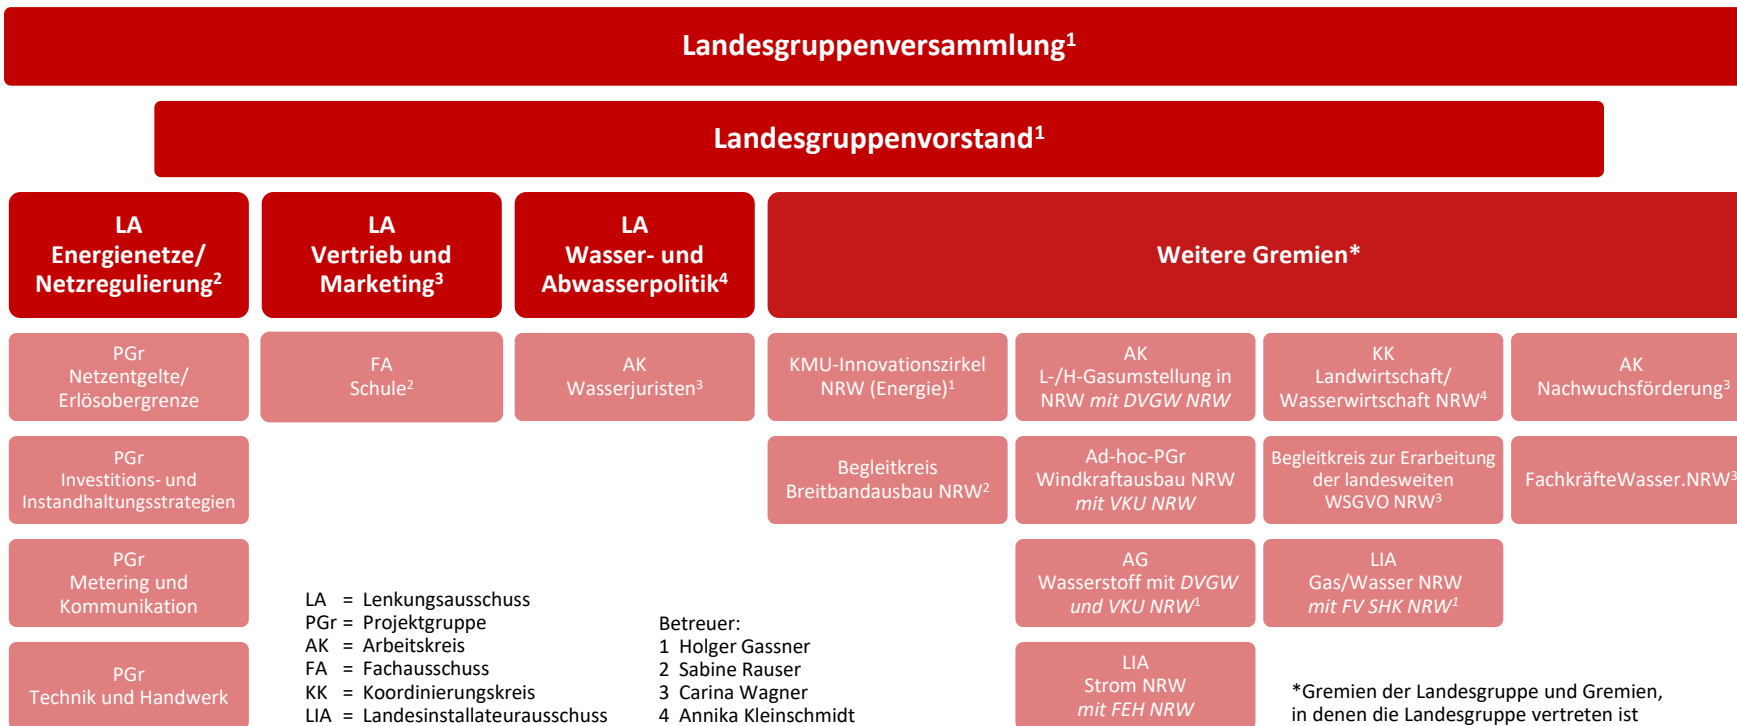 Landesgruppenversammlung¹
Landesgruppenvorstand¹
LA
Energienetze/
Netzregulierung²
LA
Vertrieb und
Marketing³
LA
Wasser- und
Abwasserpolitik⁴
Weitere Gremien*
PGr
Netzentgelte/
Erlösobergrenze
FA
Schule²
AK
Wasserjuristen³
KMU-Innovationszirkel
NRW (Energie)¹
AK
L-/H-Gasumstellung in
NRW mit DVGW NRW
KK
Landwirtschaft/
Wasserwirtschaft NRW⁴
AK
Nachwuchsförderung³
PGr
Investitions- und
Instandhaltungsstrategien
Begleitkreis
Breitbandausbau NRW²
Ad-hoc-PGr
Windkraftausbau NRW
mit VKU NRW
Begleitkreis zur Erarbeitung
der landesweiten
WSGVO NRW³
FachkräfteWasser.NRW³
PGr
Metering und
Kommunikation
AG
Wasserstoff mit DVGW
und VKU NRW¹
LIA
Gas/Wasser NRW
mit FV SHK NRW¹
PGr
Technik und Handwerk
LIA
Strom NRW
mit FEH NRW
LA = Lenkungsausschuss
PGr = Projektgruppe
AK = Arbeitskreis
FA = Fachausschuss
KK = Koordinierungskreis
LIA = Landesinstallateurausschuss
Betreuer:
1 Holger Gassner
2 Sabine Rauser
3 Carina Wagner
4 Annika Kleinschmidt
*Gremien der Landesgruppe und Gremien,
in denen die Landesgruppe vertreten ist